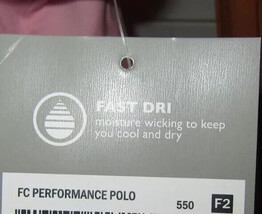 FAST DRI
moisture wicking to keep
you cool and dry
FC PERFORMANCE POLO
550 F2